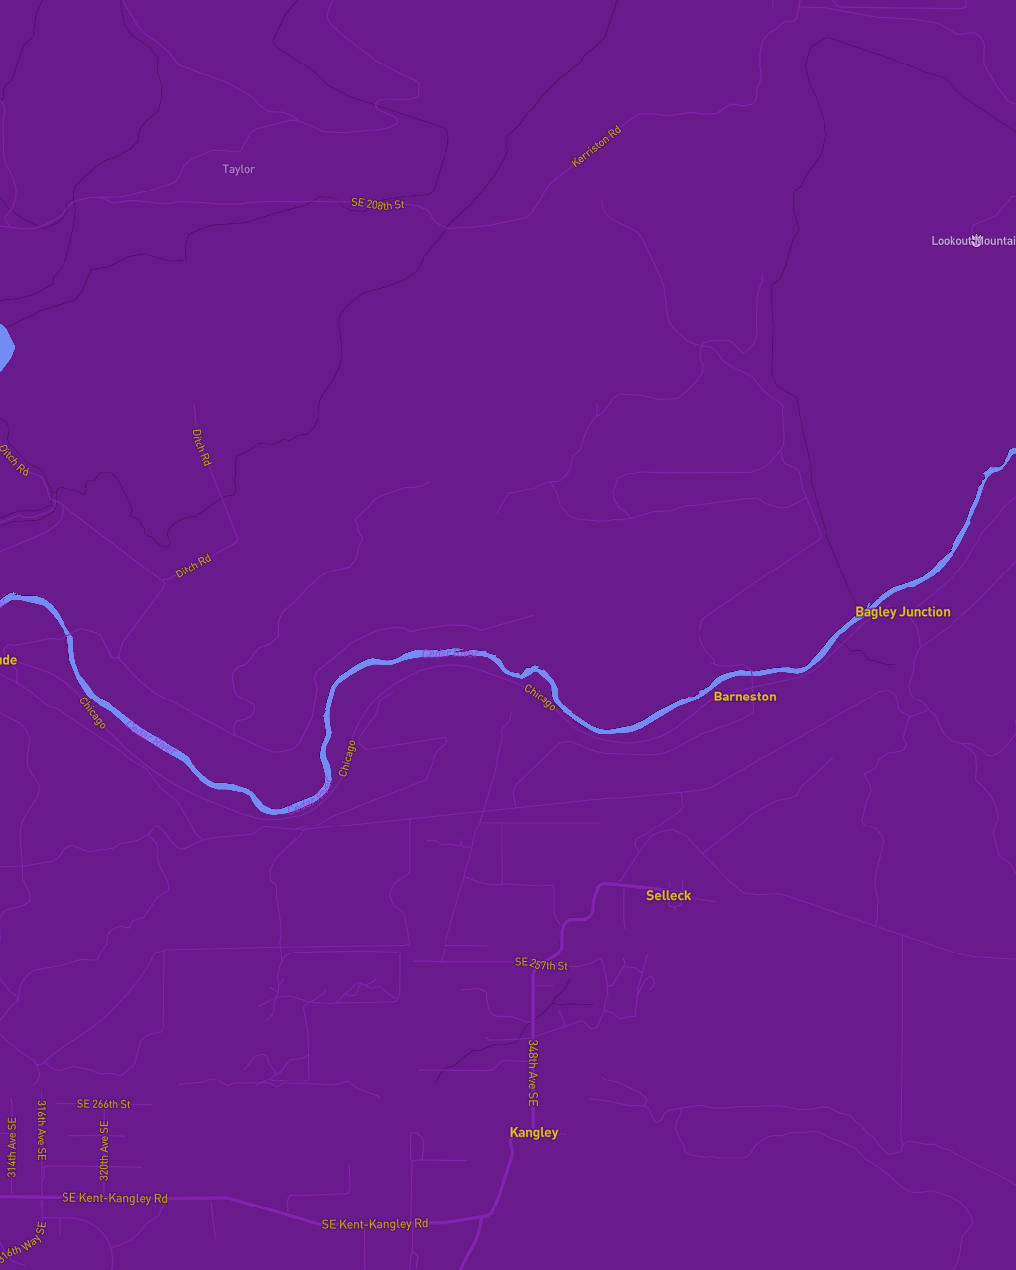 Kerriston Rd
Taylor
SE 208th St
Lookout Mountai
Ditch Rd
Ditch Rd
Ditch Rd
Bagley Junction
ude
Chicago
Chicago
Barneston
Chicago
Selleck
SE 257th St
348th Ave SE
SE 266th St
316th Ave SE
314th Ave SE
320th Ave SE
Kangley
SE Kent-Kangley Rd
SE Kent-Kangley Rd
316th Way SE